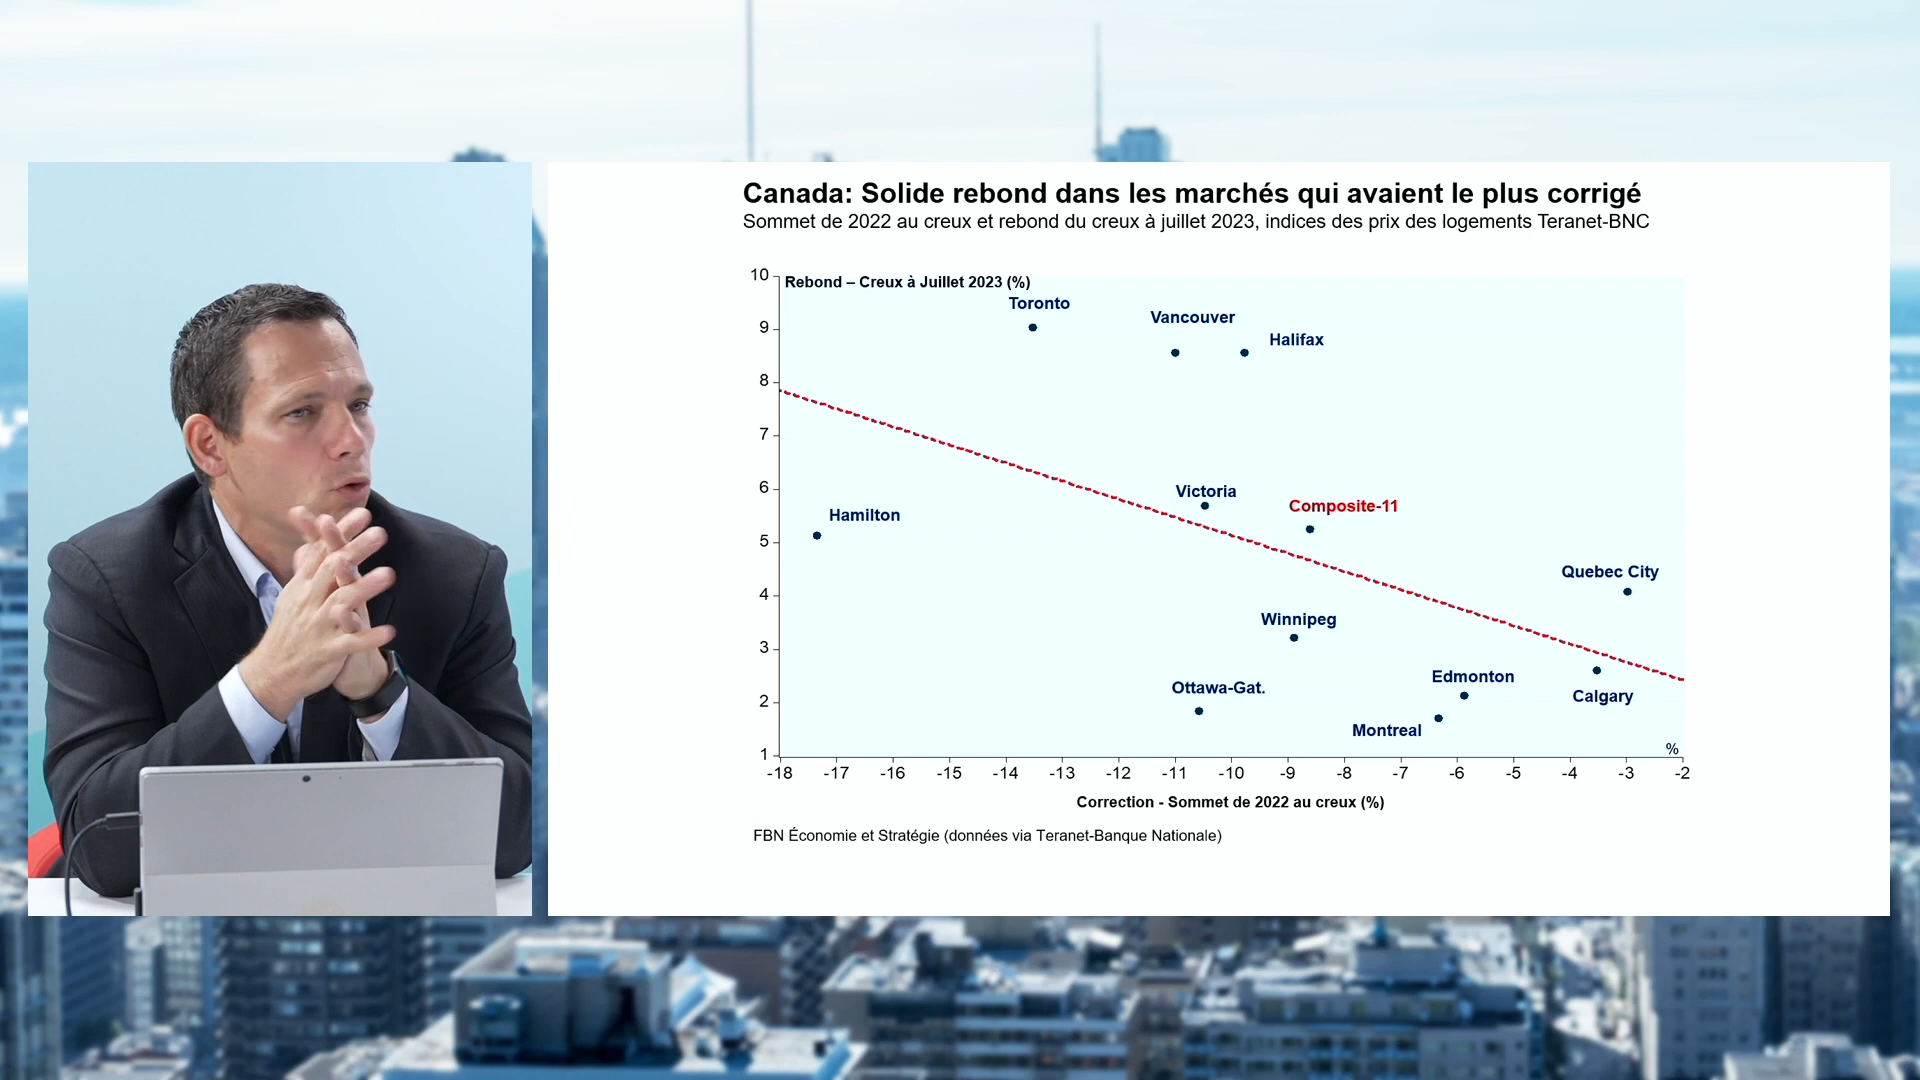 Canada: Solide rebond dans les marchés qui avaient le plus corrigé
Sommet de 2022 au creux et rebond du creux à juillet 2023, indices des prix des logements Teranet-BNC
Rebond – Creux à Juillet 2023 (%)
10
9
8
7
6
5
4
3
2
1
Toronto
Vancouver
Halifax
Victoria
Composite-11
Hamilton
Quebec City
Winnipeg
Edmonton
Ottawa-Gat.
Calgary
Montreal
%
-18 -17 -16 -15 -14 -13 -12 -11 -10 -9 -8 -7 -6 -5 -4 -3 -2
Correction - Sommet de 2022 au creux (%)
FBN Économie et Stratégie (données via Teranet-Banque Nationale)